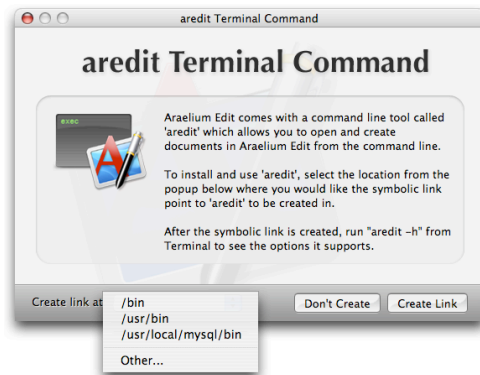 aredit Terminal Command
aredit Terminal Command
exec
Araelium Edit comes with a command line tool called
'aredit' which allows you to open and create
documents in Araelium Edit from the command line.
To install and use 'aredit', select the location from the
popup below where you would like the symbolic link
point to 'aredit' to be created in.
After the symbolic link is created, run "aredit -h" from
Terminal to see the options it supports.
Create link at
/bin
/usr/bin
/usr/local/mysql/bin
Other...
Don't Create
Create Link